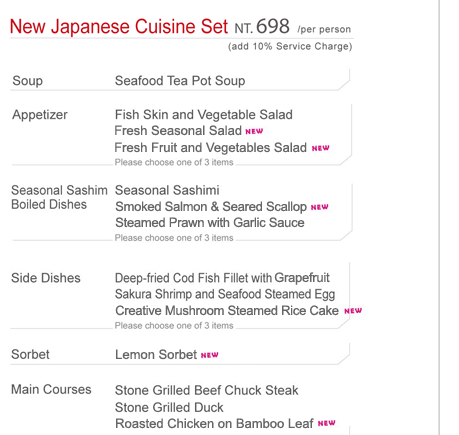 New Japanese Cuisine Set NT. 698 /per person
(add 10% Service Charge)
Soup Seafood Tea Pot Soup
Appetizer Fish Skin and Vegetable Salad
Fresh Seasonal Salad NEW
Fresh Fruit and Vegetables Salad NEW
Please choose one of 3 items
Seasonal Sashim Seasonal Sashimi
Boiled Dishes Smoked Salmon & Seared Scallop NEW
Steamed Prawn with Garlic Sauce
Please choose one of 3 items
Side Dishes Deep-fried Cod Fish Fillet with Grapefruit
Sakura Shrimp and Seafood Steamed Egg
Creative Mushroom Steamed Rice Cake NEW
Please choose one of 3 items
Sorbet Lemon Sorbet NEW
Main Courses Stone Grilled Beef Chuck Steak
Stone Grilled Duck
Roasted Chicken on Bamboo Leaf NEW